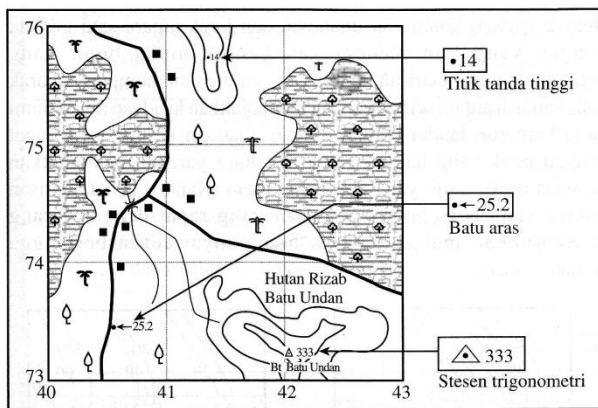 76
75
74
73
40
41
42
43
•14
Hutan Rizab
Batu Undan
333
Bt Batu Undan
25.2
•14
Titik tanda tinggi
•←25.2
Batu aras
333
Stesen trigonometri